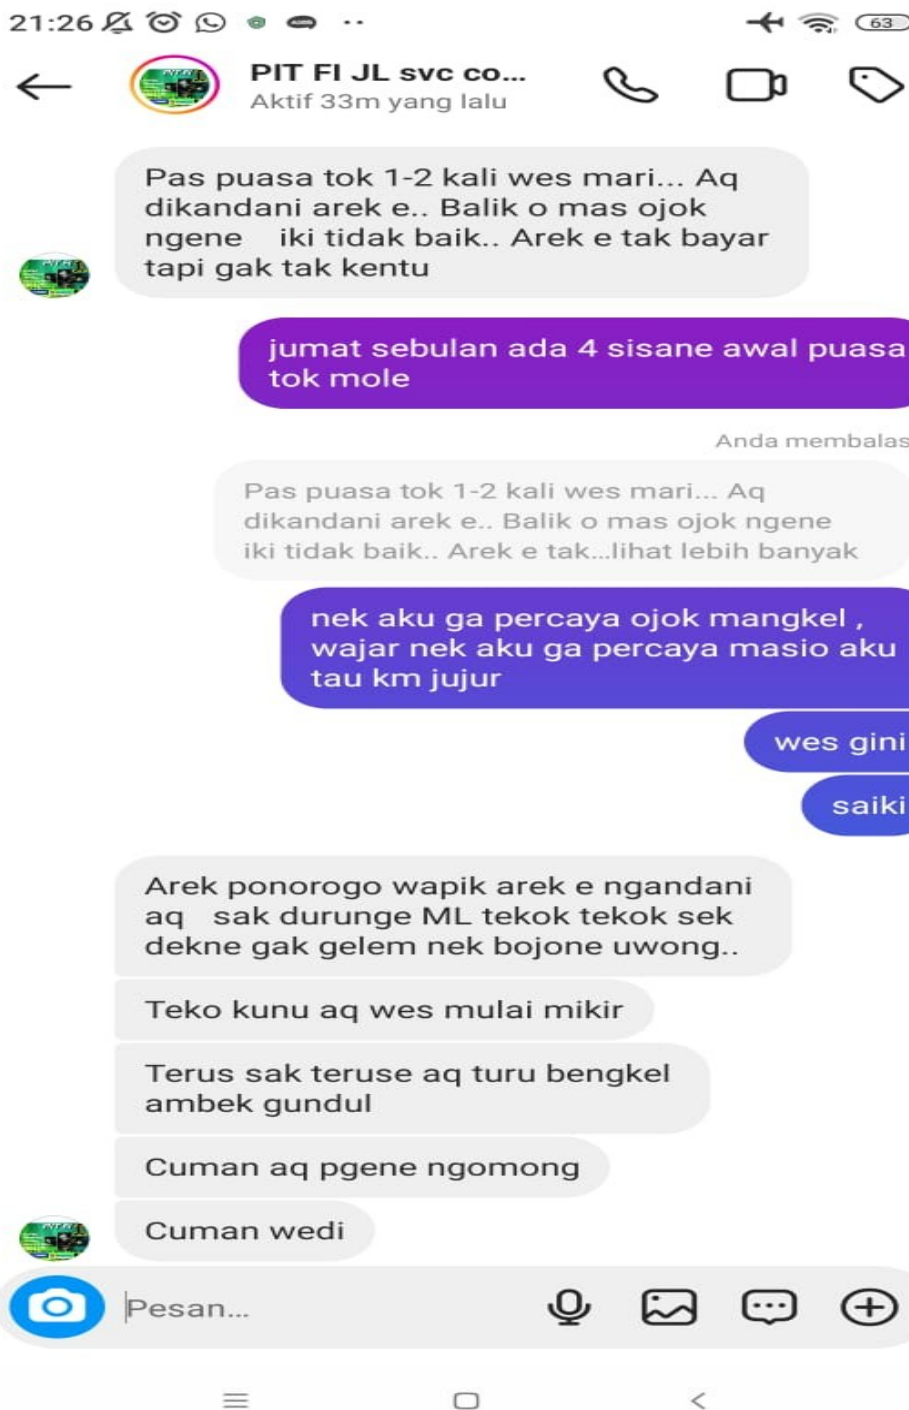 21:26
63
PIT FI JL svc co...
Aktif 33m yang lalu
Pas puasa tok 1-2 kali wes mari... Aq
dikandani arek e.. Balik o mas ojok
ngene iki tidak baik.. Arek e tak bayar
tapi gak tak kentu
jumat sebulan ada 4 sisane awal puasa
tok mole
Anda membalas
Pas puasa tok 1-2 kali wes mari... Aq
dikandani arek e.. Balik o mas ojok ngene
iki tidak baik.. Arek e tak...lihat lebih banyak
nek aku ga percaya ojok mangkel ,
wajar nek aku ga percaya masio aku
tau km jujur
wes gini
saiki
Arek ponorogo wapik arek e ngandani
aq sak durunge ML tekok tekok sek
dekne gak gelem nek bojone uwong..
Teko kunu aq wes mulai mikir
Terus sak teruse aq turu bengkel
ambek gundul
Cuman aq pgene ngomong
Cuman wedi
Pesan...